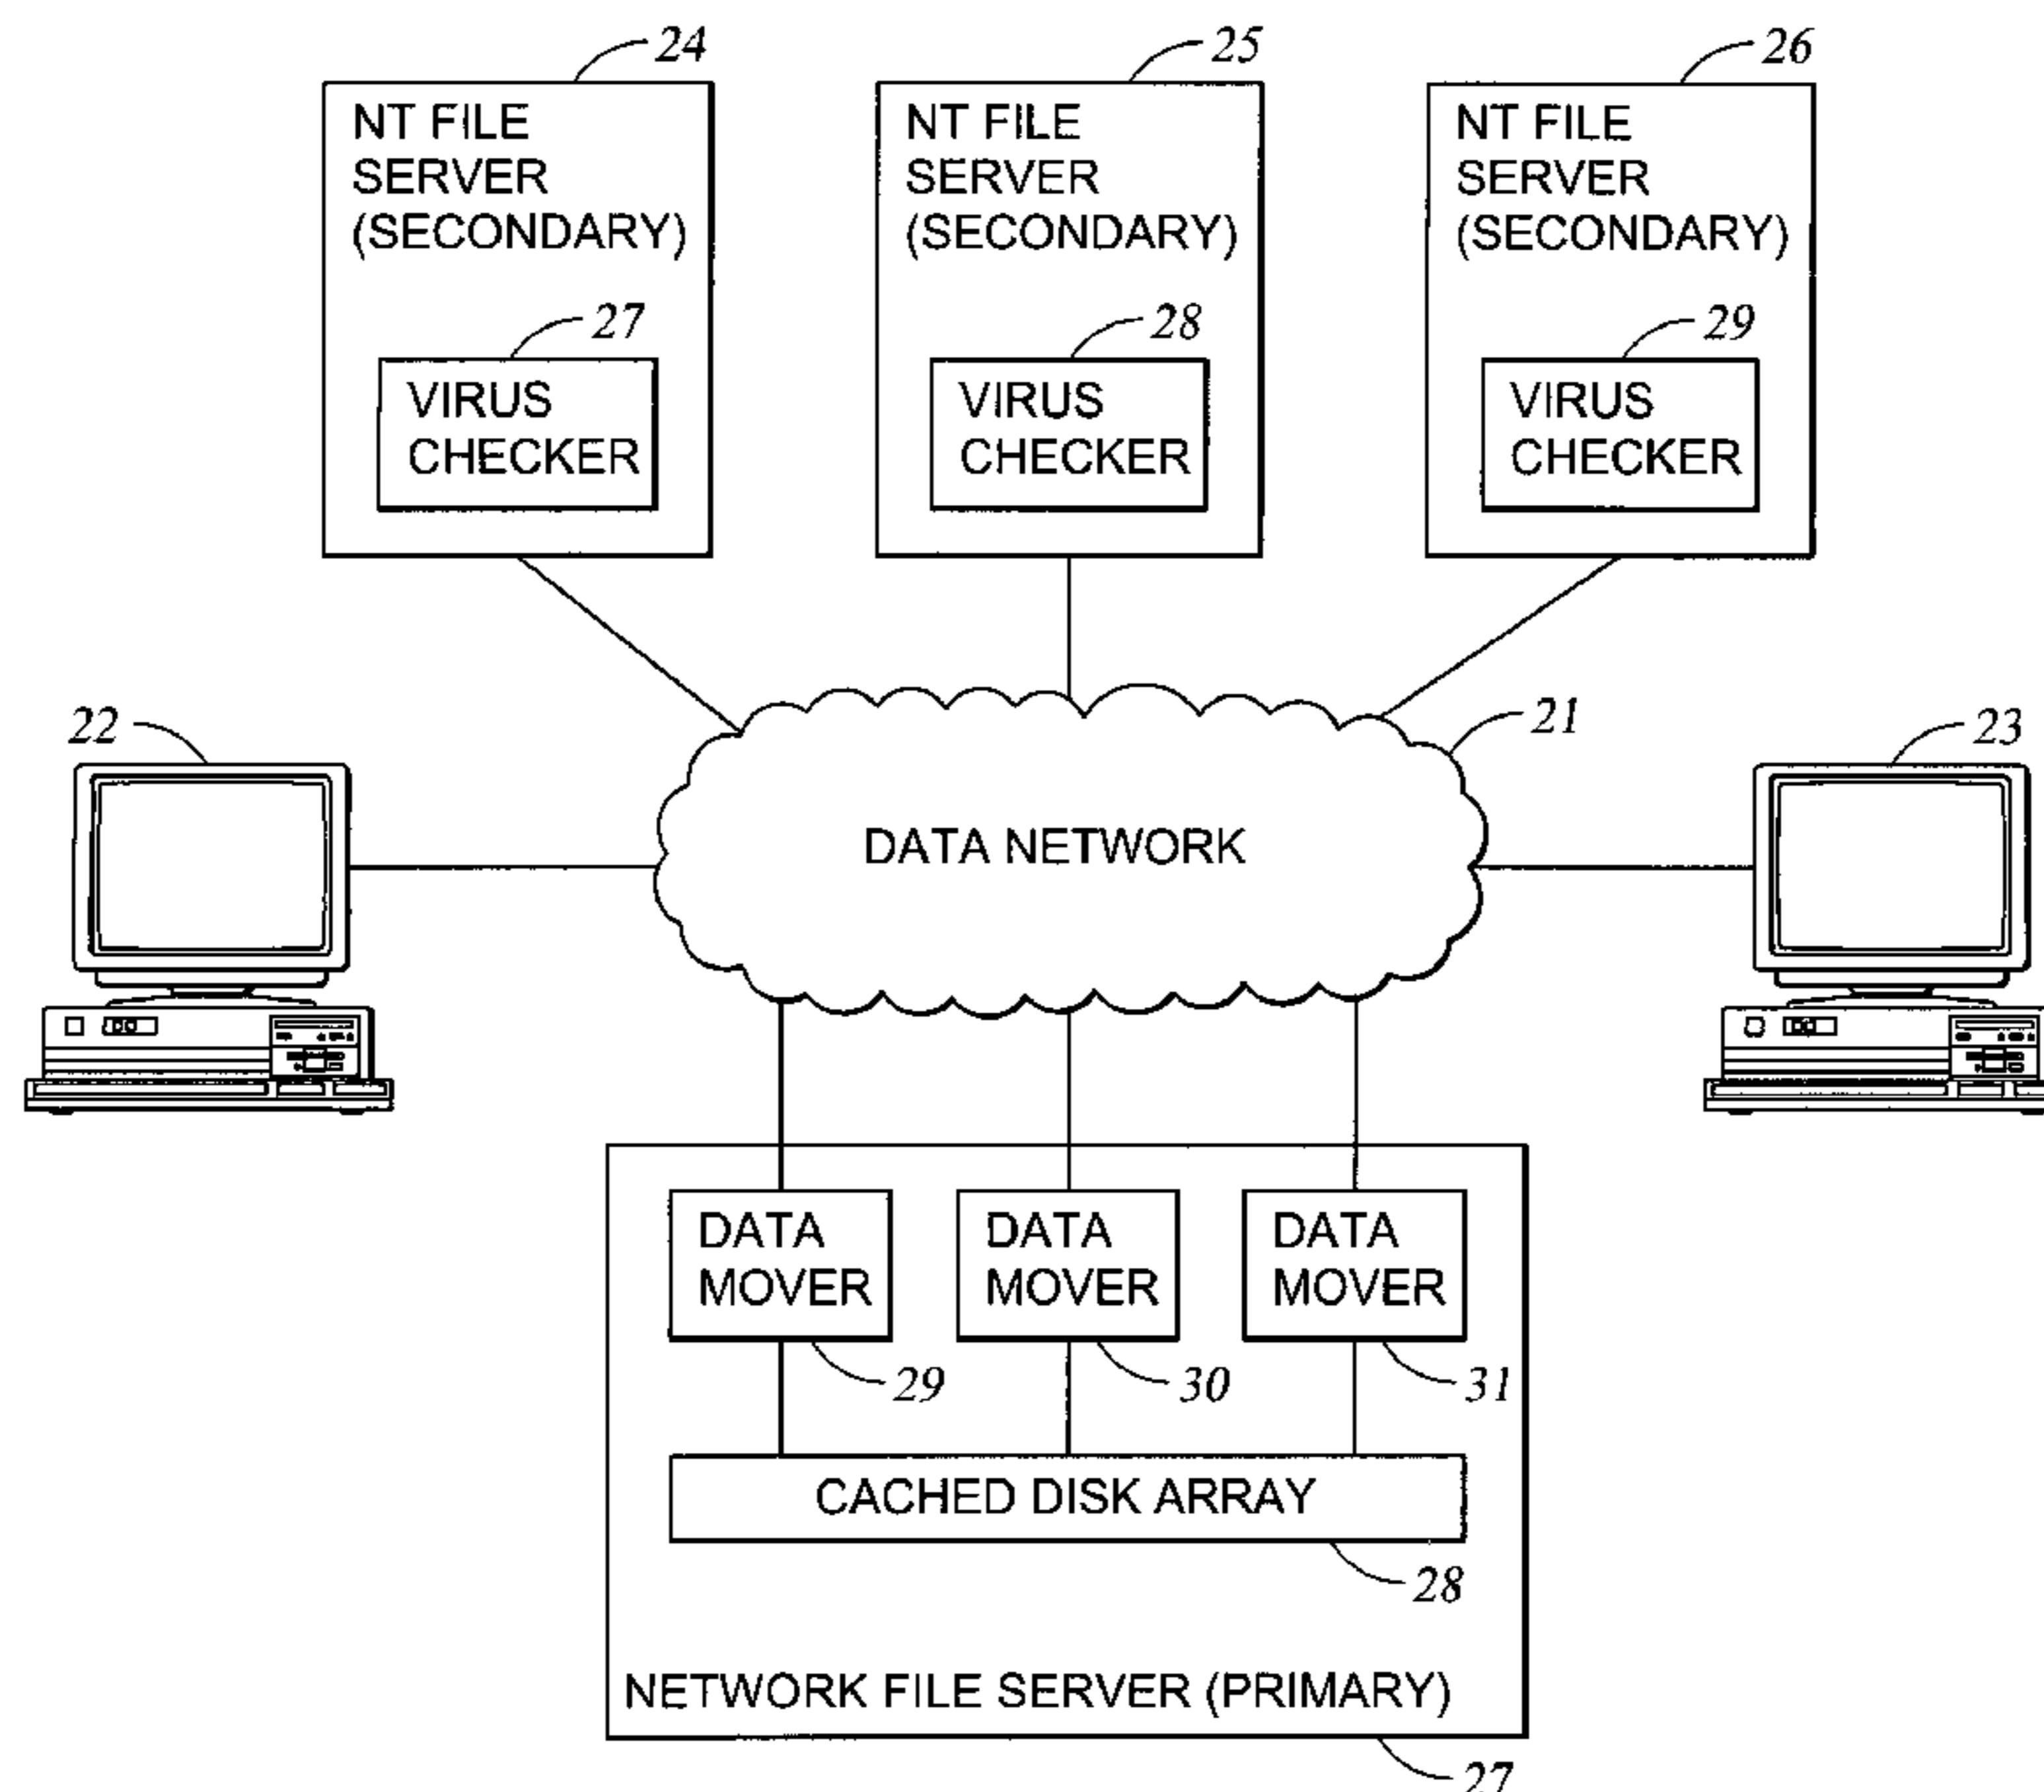 24
25
26
NT FILE
SERVER
(SECONDARY)
NT FILE
SERVER
(SECONDARY)
NT FILE
SERVER
(SECONDARY)
27
28
29
VIRUS
CHECKER
VIRUS
CHECKER
VIRUS
CHECKER
22
21
23
DATA NETWORK
DATA
MOVER
DATA
MOVER
DATA
MOVER
29
30
31
CACHED DISK ARRAY
28
NETWORK FILE SERVER (PRIMARY)
27